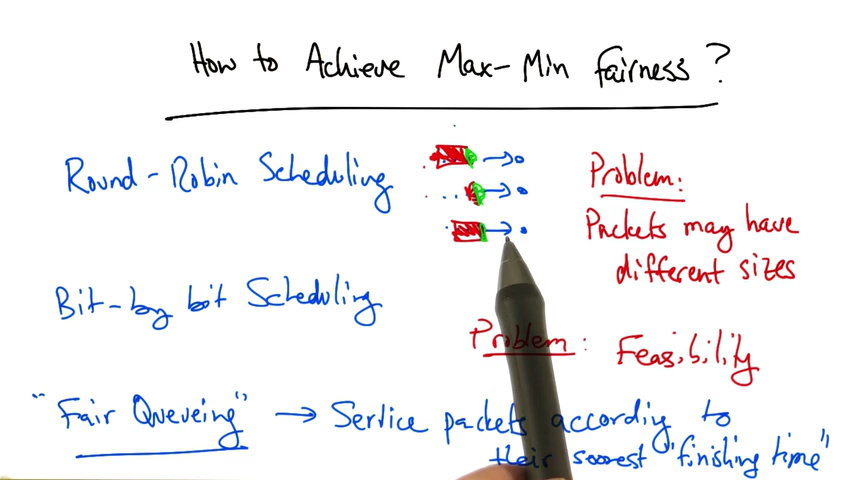 How to Achieve Max-Min fairness?
Round-Robin Scheduling
Problem:
Packets may have
different sizes
Bit-by bit Scheduling
Problem: Feasibility
"Fair Queueing" → Service packets according to
their soonest "finishing time"